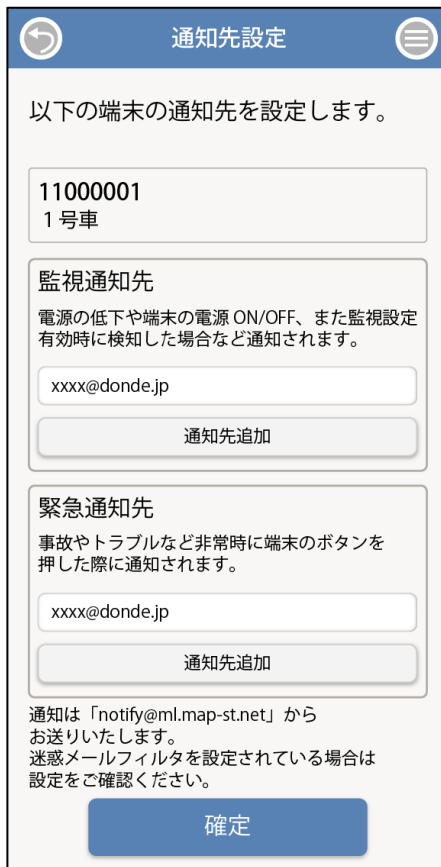 通知先設定
以下の端末の通知先を設定します。
11000001
1号車
監視通知先
電源の低下や端末の電源 ON/OFF、また監視設定
有効時に検知した場合など通知されます。
xxxx@donde.jp
通知先追加
緊急通知先
事故やトラブルなど非常時に端末のボタンを
押した際に通知されます。
xxxx@donde.jp
通知先追加
通知は「notify@ml.map-st.net」から
お送りいたします。
迷惑メールフィルタを設定されている場合は
設定をご確認ください。
確定